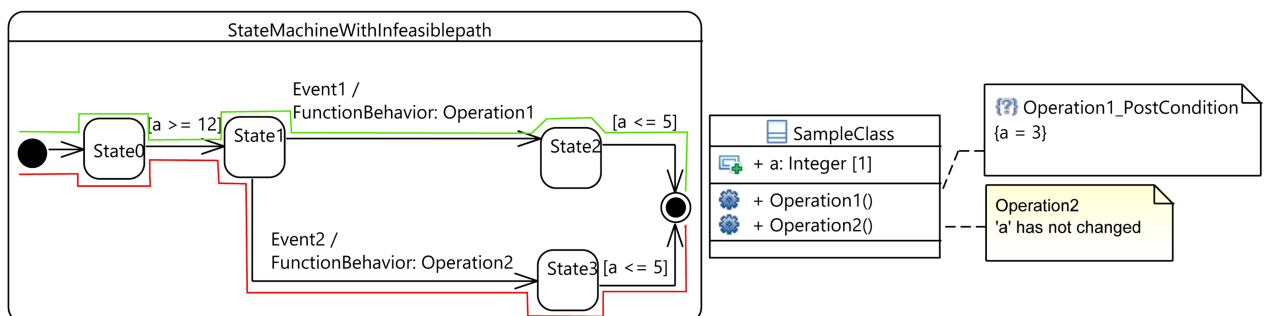 StateMachineWithInfeasiblepath
Event1 /
FunctionBehavior: Operation1
[a >= 12]
[a <= 5]
State0
State1
State2
Event2 /
FunctionBehavior: Operation2
State3
[a <= 5]
SampleClass
+ a: Integer [1]
+ Operation1()
+ Operation2()
{?} Operation1_PostCondition
{a = 3}
Operation2
'a' has not changed